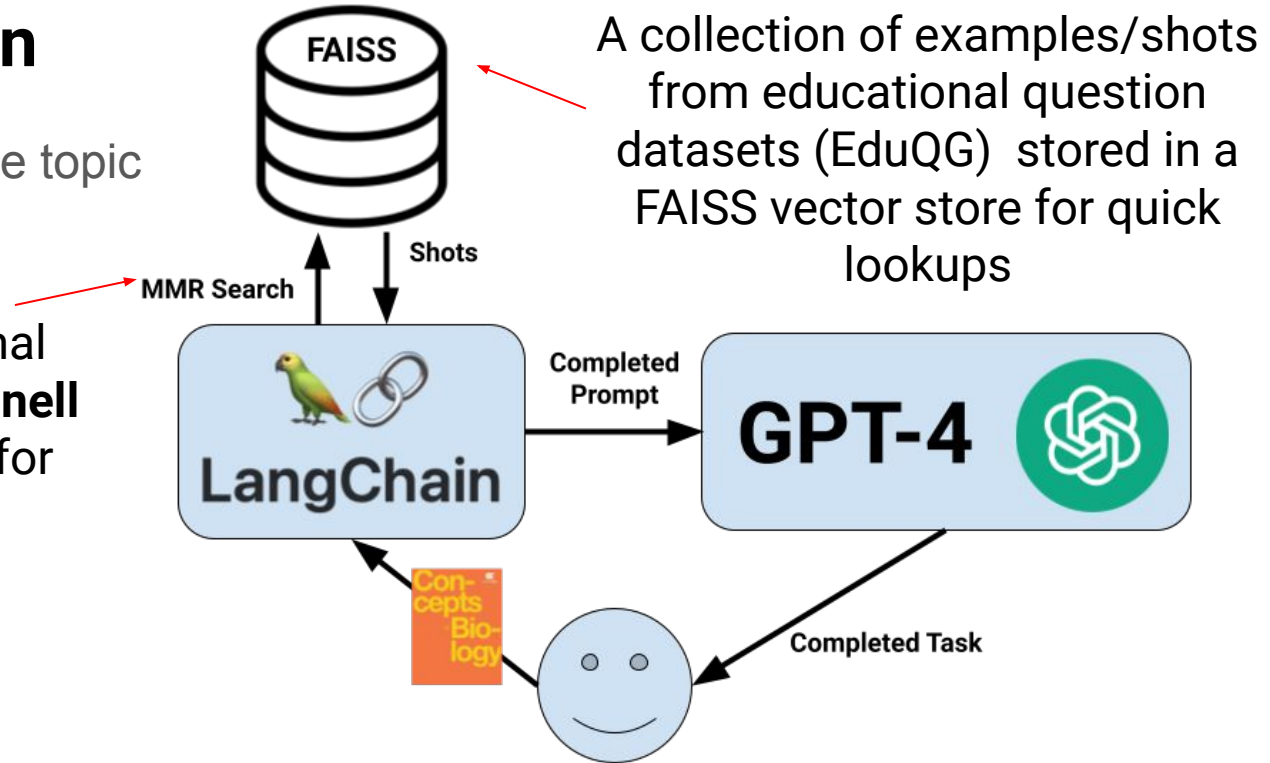 n
e topic
nal
nell
for
FAISS
A collection of examples/shots
from educational question
datasets (EduQG) stored in a
FAISS vector store for quick
lookups
MMR Search
Shots
LangChain
Completed
Prompt
GPT-4
Con-
cepts
Bio-
logy
Completed Task